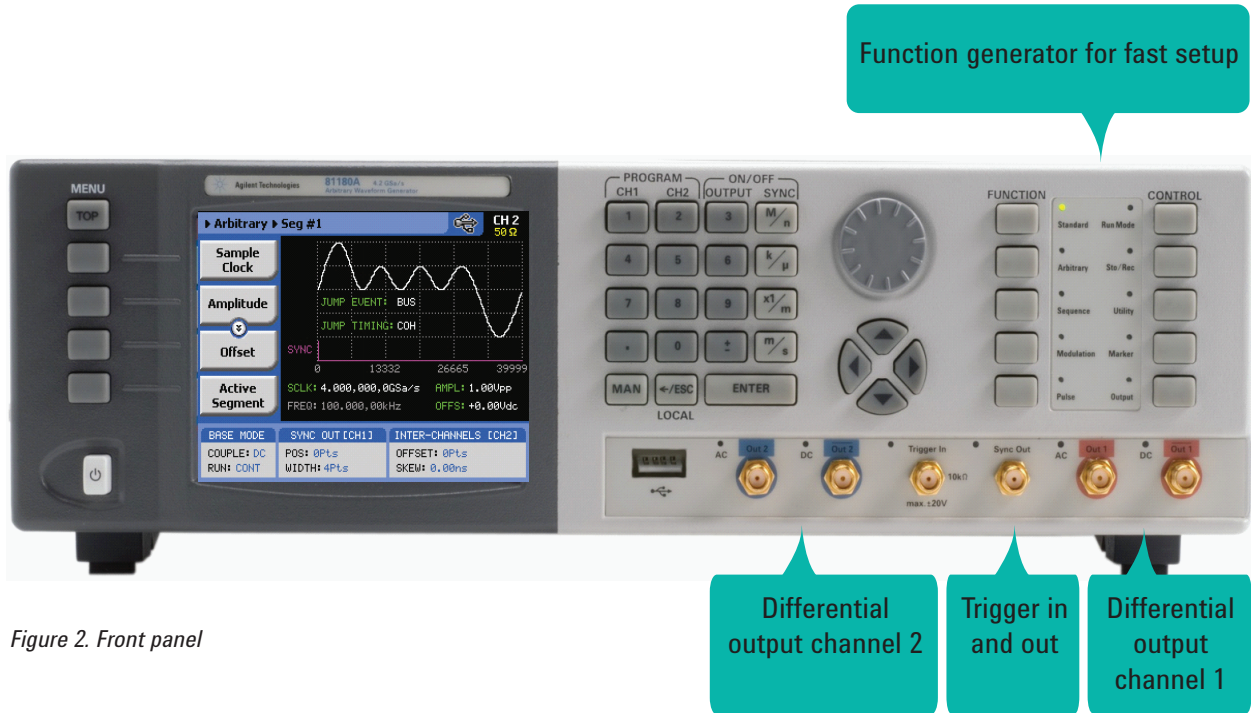 Function generator for fast setup
MENU
TOP
Agilent Technologies 81180A 4.2 GSa/s
Arbitrary Waveform Generator
Arbitrary Seg #1
CH 2
50 Ω
Sample
Clock
Amplitude
Offset
Active
Segment
JUMP EVENT: BUS
JUMP TIMING: COH
SYNC
0 13332 26665 39999
SCLK: 4.000,000,0GSa/s AMPL: 1.00Vpp
FREQ: 100.000,00kHz OFFS: +0.00Vdc
BASE MODE SYNC OUT [CH1] INTER-CHANNELS [CH2]
COUPLE: DC POS: 0Pts OFFSET: 0Pts
RUN: CONT WIDTH: 4Pts SKEW: 0.00ns
PROGRAM ON/OFF
CH1 CH2 OUTPUT SYNC
1 2 3 M/n
4 5 6 k/µ
7 8 9 x1/m
. 0 ± m/s
MAN ←/ESC ENTER
LOCAL
FUNCTION CONTROL
Standard Run Mode
Arbitrary Sto/Rec
Sequence Utility
Modulation Marker
Pulse Output
AC Out 2 DC Out 2 Trigger In Sync Out AC Out 1 DC Out 1
10kΩ
max. ±20V
Differential
output channel 2
Trigger in
and out
Differential
output
channel 1
Figure 2. Front panel